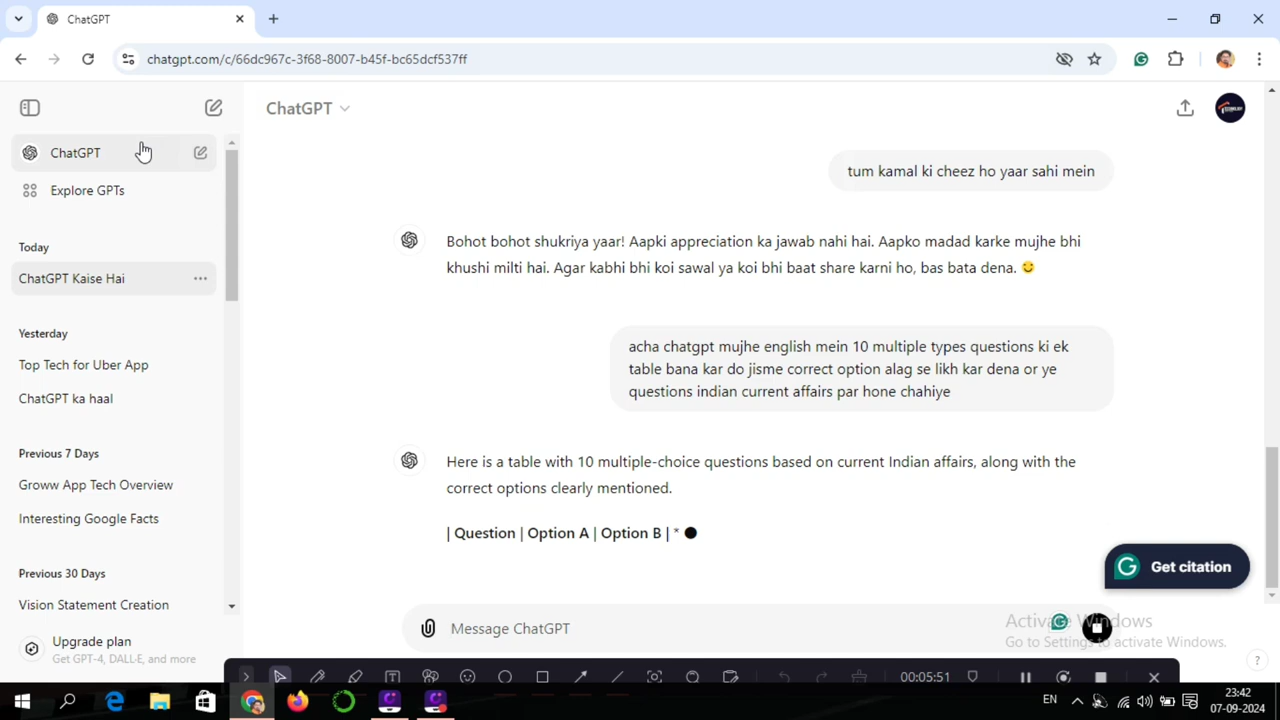 ChatGPT
chatgpt.com/c/66dc967c-3f68-8007-b45f-bc65dcf537ff
ChatGPT
Explore GPTs
Today
ChatGPT Kaise Hai
Yesterday
Top Tech for Uber App
ChatGPT ka haal
Previous 7 Days
Groww App Tech Overview
Interesting Google Facts
Previous 30 Days
Vision Statement Creation
Upgrade plan
Get GPT-4, DALL·E, and more
ChatGPT
tum kamal ki cheez ho yaar sahi mein
Bohot bohot shukriya yaar! Aapki appreciation ka jawab nahi hai. Aapko madad karke mujhe bhi
khushi milti hai. Agar kabhi bhi koi sawal ya koi bhi baat share karni ho, bas bata dena. 😊
acha chatgpt mujhe english mein 10 multiple types questions ki ek
table bana kar do jisme correct option alag se likh kar dena or ye
questions indian current affairs par hone chahiye
Here is a table with 10 multiple-choice questions based on current Indian affairs, along with the
correct options clearly mentioned.
| Question | Option A | Option B | *
Get citation
Message ChatGPT
Activate Windows
Go to Settings to activate Windows.
?
00:05:51
EN
23:42
07-09-2024